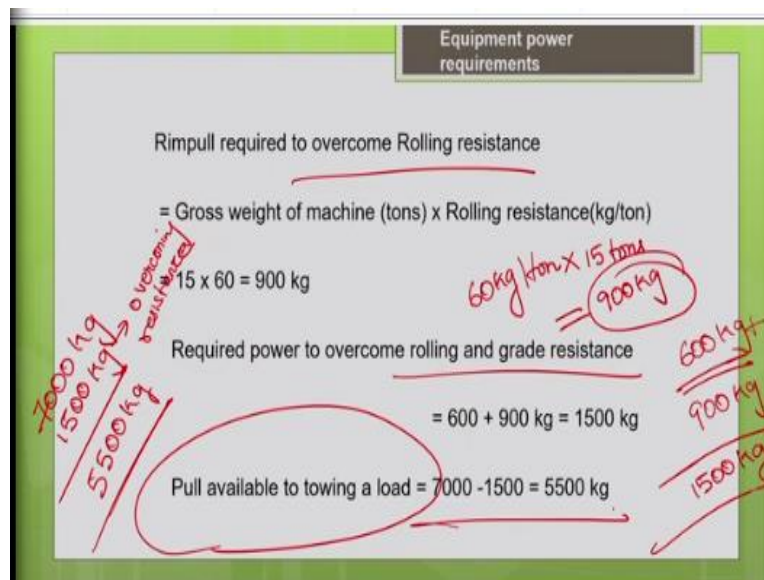 Equipment power
requirements
Rimpull required to overcome Rolling resistance
= Gross weight of machine (tons) x Rolling resistance(kg/ton)
= 15 x 60 = 900 kg
60kg/ton x 15 tons
= 900kg
Required power to overcome rolling and grade resistance
= 600 + 900 kg = 1500 kg
Pull available to towing a load = 7000 -1500 = 5500 kg
7000 kg
1500 kg → overcoming
resistance
5500 kg
600 kg +
900 kg
1500 kg